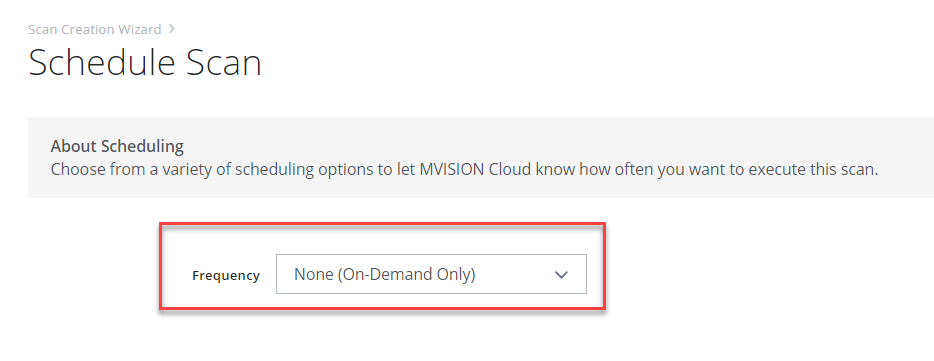 Scan Creation Wizard >
Schedule Scan
About Scheduling
Choose from a variety of scheduling options to let MVISION Cloud know how often you want to execute this scan.
Frequency None (On-Demand Only)